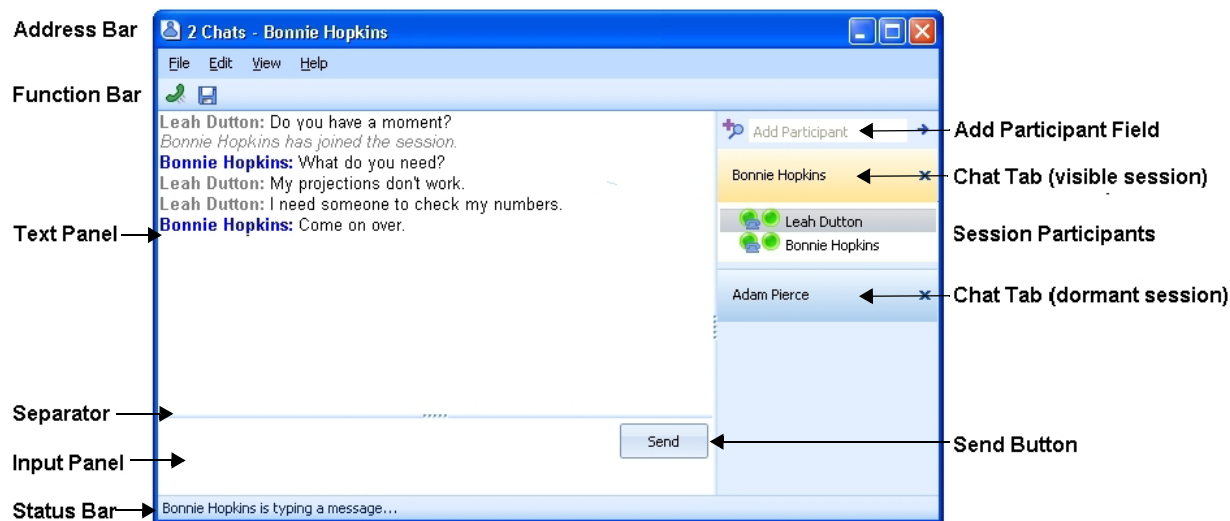 Address Bar
2 Chats - Bonnie Hopkins
File Edit View Help
Function Bar
Leah Dutton: Do you have a moment?
Bonnie Hopkins has joined the session.
Bonnie Hopkins: What do you need?
Leah Dutton: My projections don't work.
Leah Dutton: I need someone to check my numbers.
Bonnie Hopkins: Come on over.
Text Panel
Add Participant
Add Participant Field
Bonnie Hopkins
Chat Tab (visible session)
Leah Dutton
Bonnie Hopkins
Session Participants
Adam Pierce
Chat Tab (dormant session)
Separator
Send
Send Button
Input Panel
Status Bar
Bonnie Hopkins is typing a message...